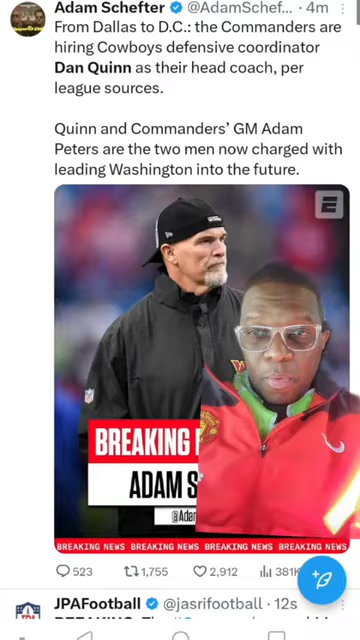 Adam Schefter @AdamSchef... · 4m
From Dallas to D.C.: the Commanders are
hiring Cowboys defensive coordinator
Dan Quinn as their head coach, per
league sources.
Quinn and Commanders’ GM Adam
Peters are the two men now charged with
leading Washington into the future.
E
BREAKING
ADAM S
@Adar
BREAKING NEWS BREAKING NEWS BREAKING NEWS BREAKING NEWS
523 1,755 2,912 381K
JPAFootball @jasrifootball · 12s